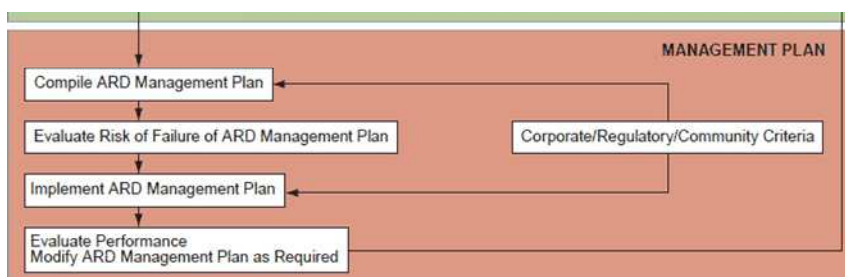 MANAGEMENT PLAN
Compile ARD Management Plan
Evaluate Risk of Failure of ARD Management Plan
Corporate/Regulatory/Community Criteria
Implement ARD Management Plan
Evaluate Performance
Modify ARD Management Plan as Required